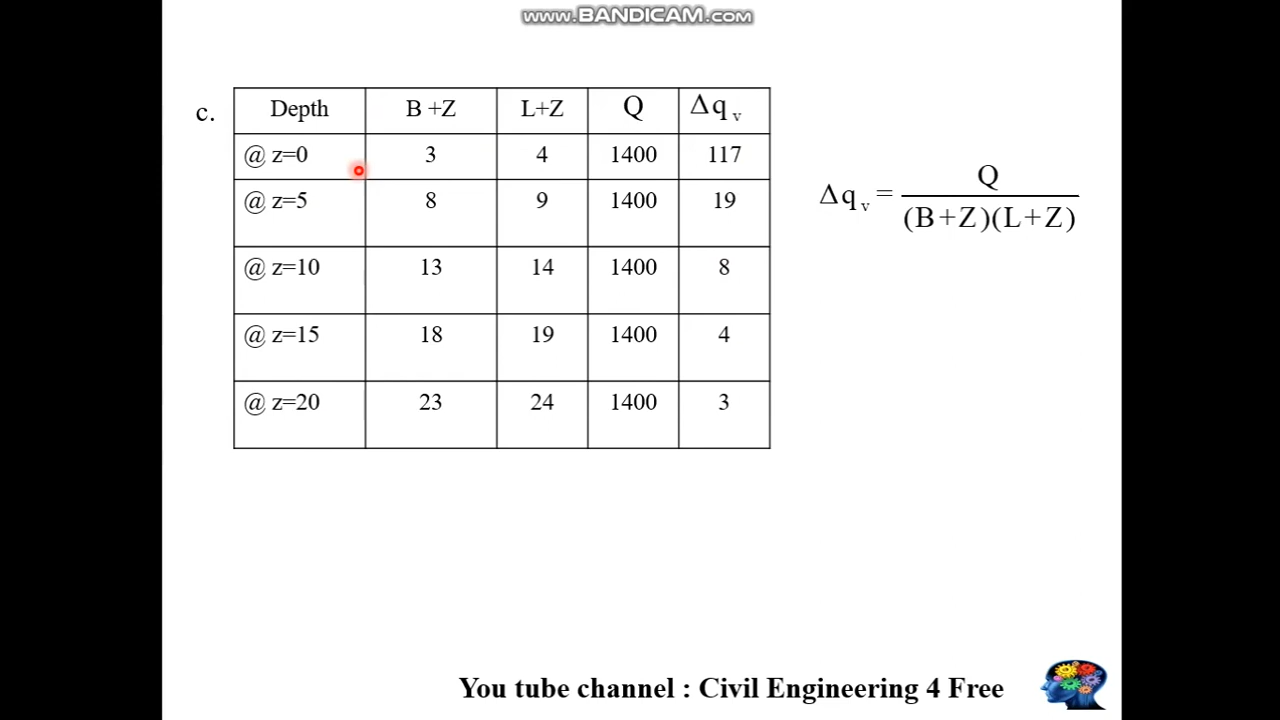 www.BANDICAM.com
c.
Depth B +Z L+Z Q Δq v
@ z=0 3 4 1400 117
@ z=5 8 9 1400 19
@ z=10 13 14 1400 8
@ z=15 18 19 1400 4
@ z=20 23 24 1400 3
Δq v = Q / (B+Z)(L+Z)
You tube channel : Civil Engineering 4 Free